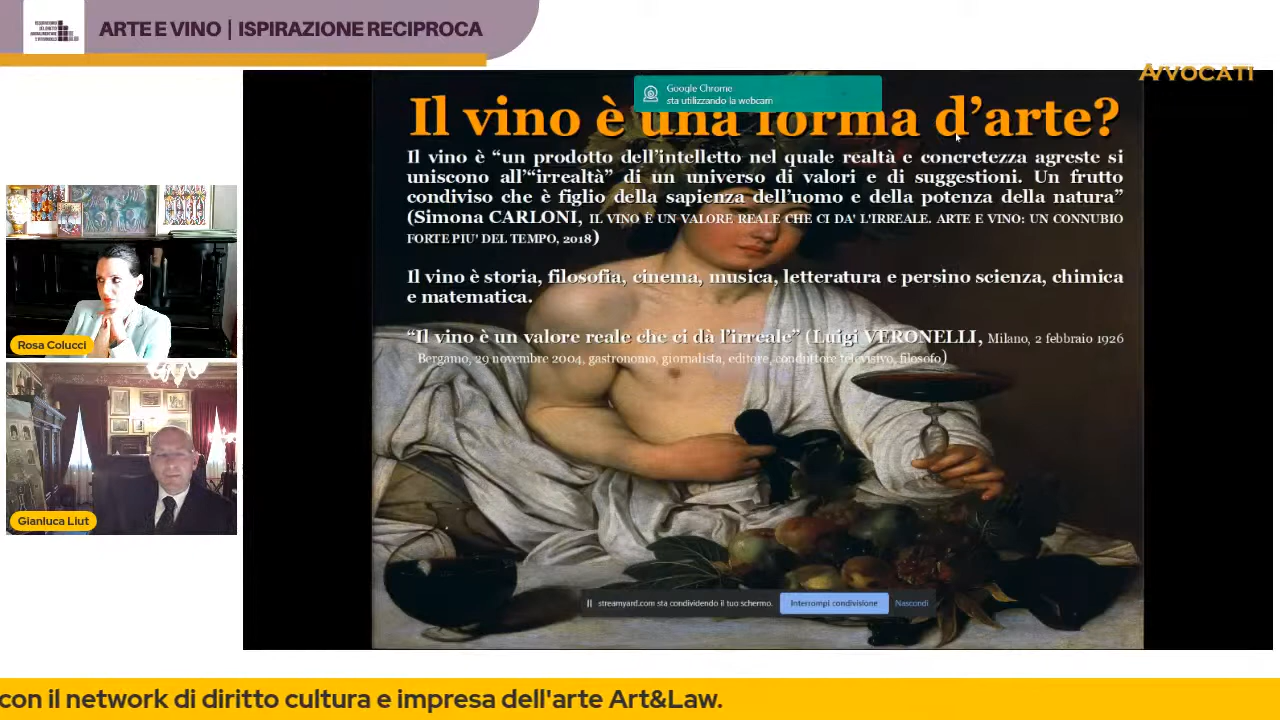 ARTE E VINO | ISPIRAZIONE RECIPROCA
AVVOCATI
Google Chrome
sta utilizzando la webcam
Il vino è una forma d'arte?
Il vino è “un prodotto dell'intelletto nel quale realtà e concretezza agreste si
uniscono all'“irrealtà” di un universo di valori e di suggestioni. Un frutto
condiviso che è figlio della sapienza dell'uomo e della potenza della natura”
(Simona CARLONI, IL VINO È UN VALORE REALE CHE CI DA' L'IRREALE. ARTE E VINO: UN CONNUBIO
FORTE PIU' DEL TEMPO, 2018)
Il vino è storia, filosofia, cinema, musica, letteratura e persino scienza, chimica
e matematica.
“Il vino è un valore reale che ci dà l'irreale” (Luigi VERONELLI, Milano, 2 febbraio 1926
Bergamo, 29 novembre 2004, gastronomo, giornalista, editore, conduttore televisivo, filosofo)
Rosa Colucci
Gianluca Liut
streamyard.com sta condividendo il tuo schermo.
Interrompi condivisione
Nascondi
con il network di diritto cultura e impresa dell'arte Art&Law.